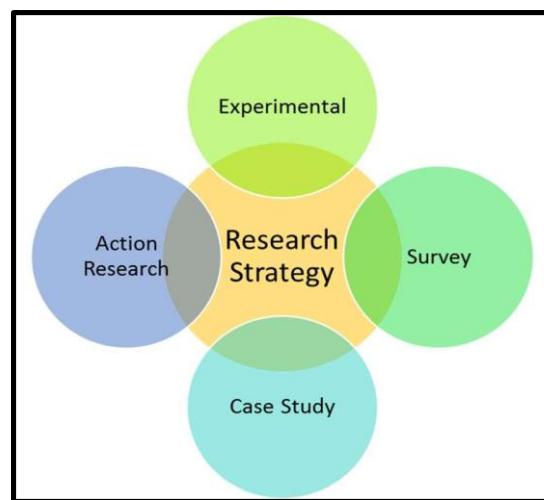 Experimental
Action
Research
Research
Strategy
Survey
Case Study